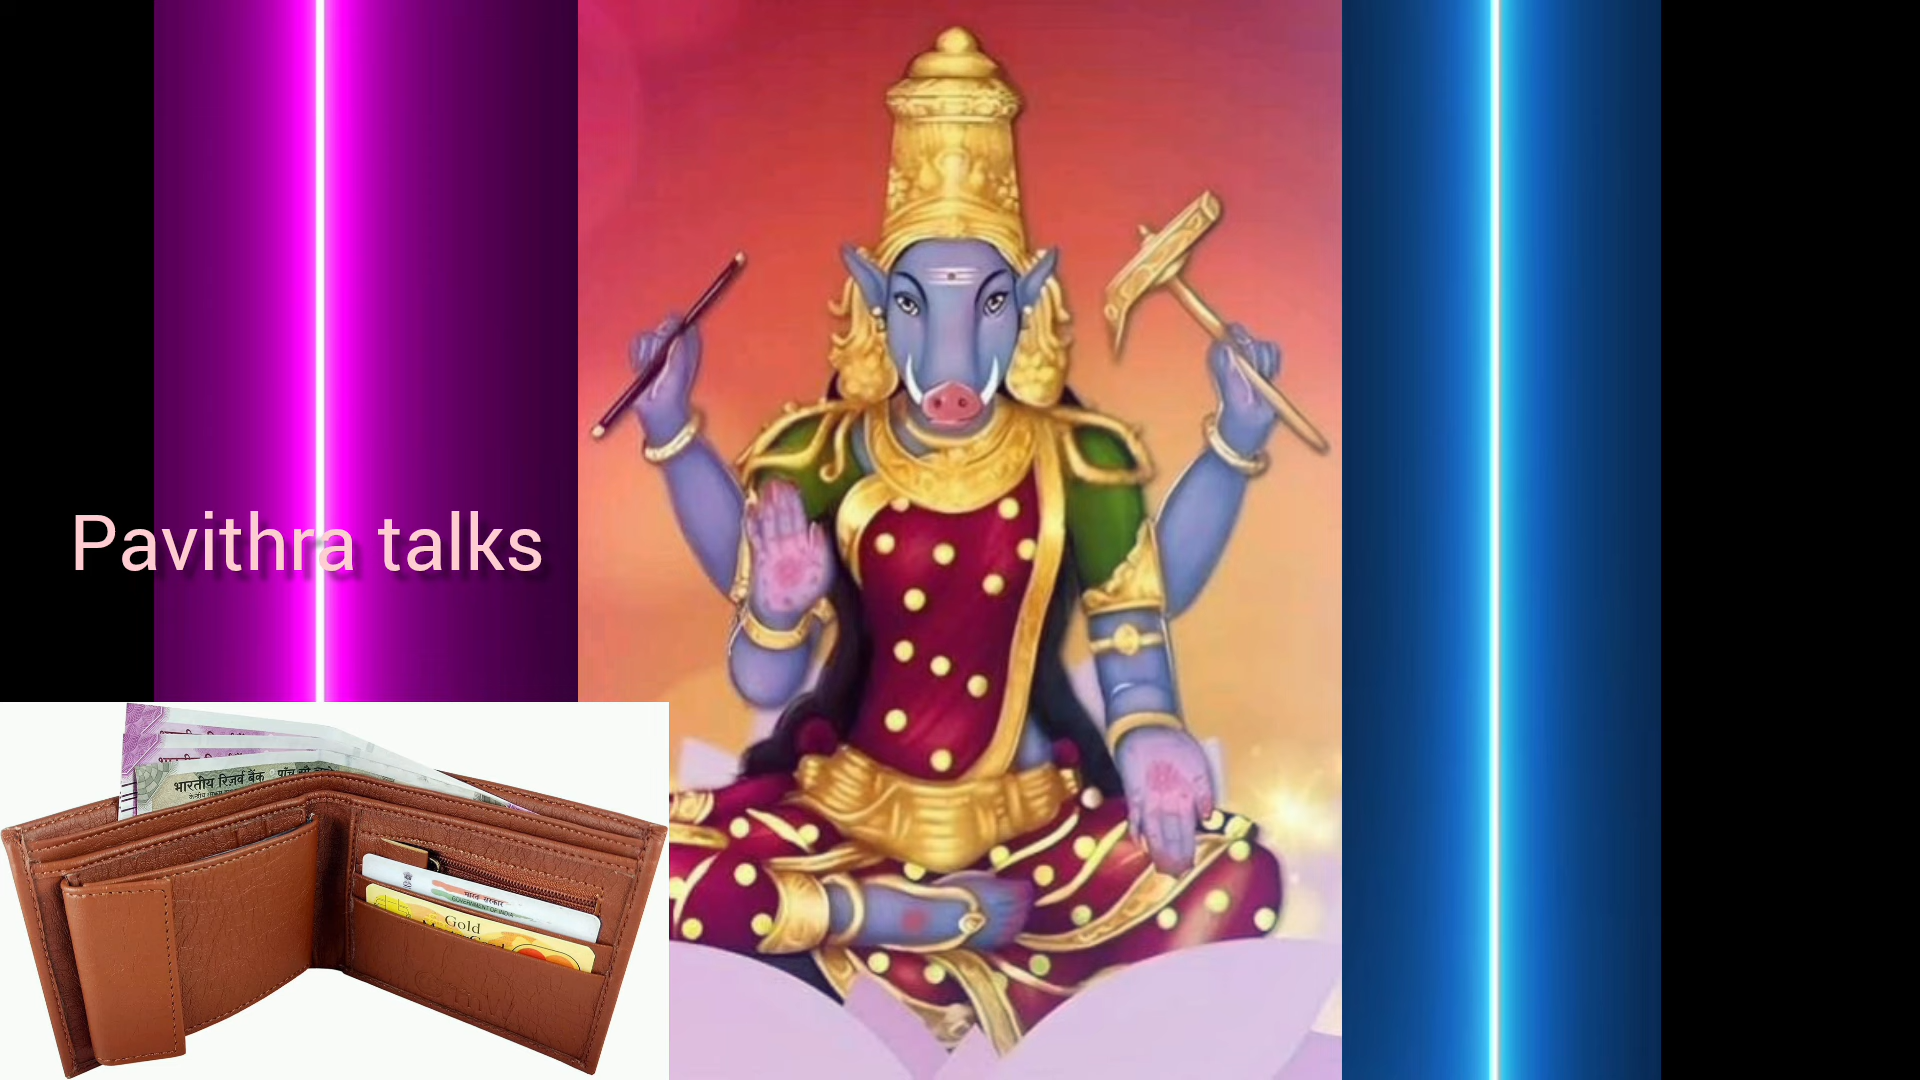 Pavithra talks
भारतीय रिज़र्व बैंक
भारत सरकार
GOVERNMENT OF INDIA
Gold